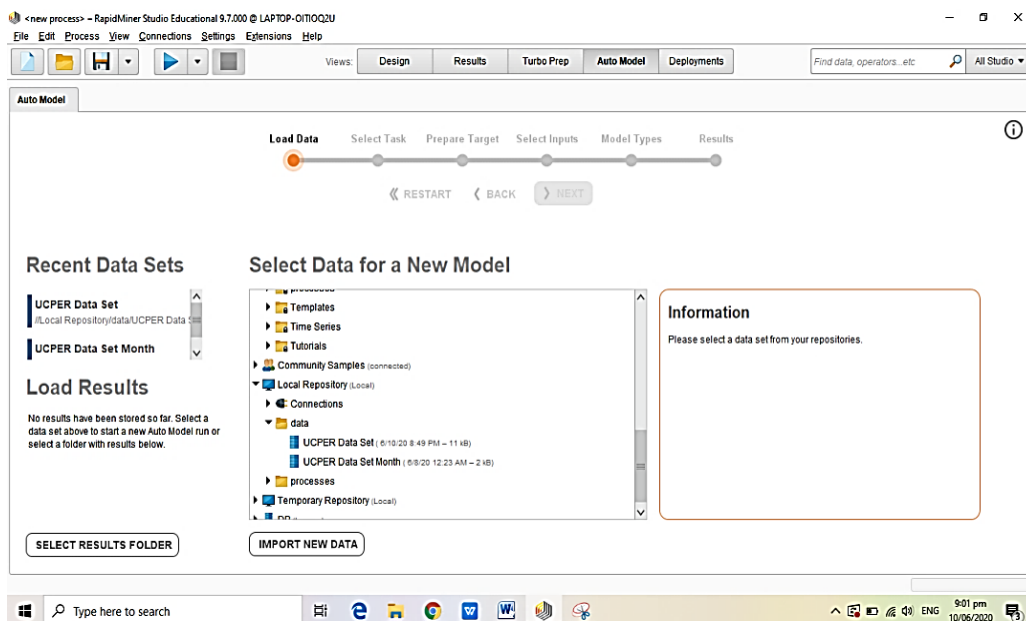 <new process> – RapidMiner Studio Educational 9.7.000 @ LAPTOP-OITIOQ2U
File Edit Process View Connections Settings Extensions Help
Views: Design Results Turbo Prep Auto Model Deployments Find data, operators...etc All Studio
Auto Model
Load Data Select Task Prepare Target Select Inputs Model Types Results
RESTART BACK NEXT
Recent Data Sets
UCPER Data Set
//Local Repository/data/UCPER Data
UCPER Data Set Month
Load Results
No results have been stored so far. Select a
data set above to start a new Auto Model run or
select a folder with results below.
SELECT RESULTS FOLDER
Select Data for a New Model
Templates
Time Series
Tutorials
Community Samples (connected)
Local Repository (Local)
Connections
data
UCPER Data Set ( 6/10/20 8:49 PM – 11 kB)
UCPER Data Set Month ( 6/8/20 12:23 AM – 2 kB)
processes
Temporary Repository (Local)
IMPORT NEW DATA
Information
Please select a data set from your repositories.
Type here to search
ENG
9:01 pm
10/06/2020